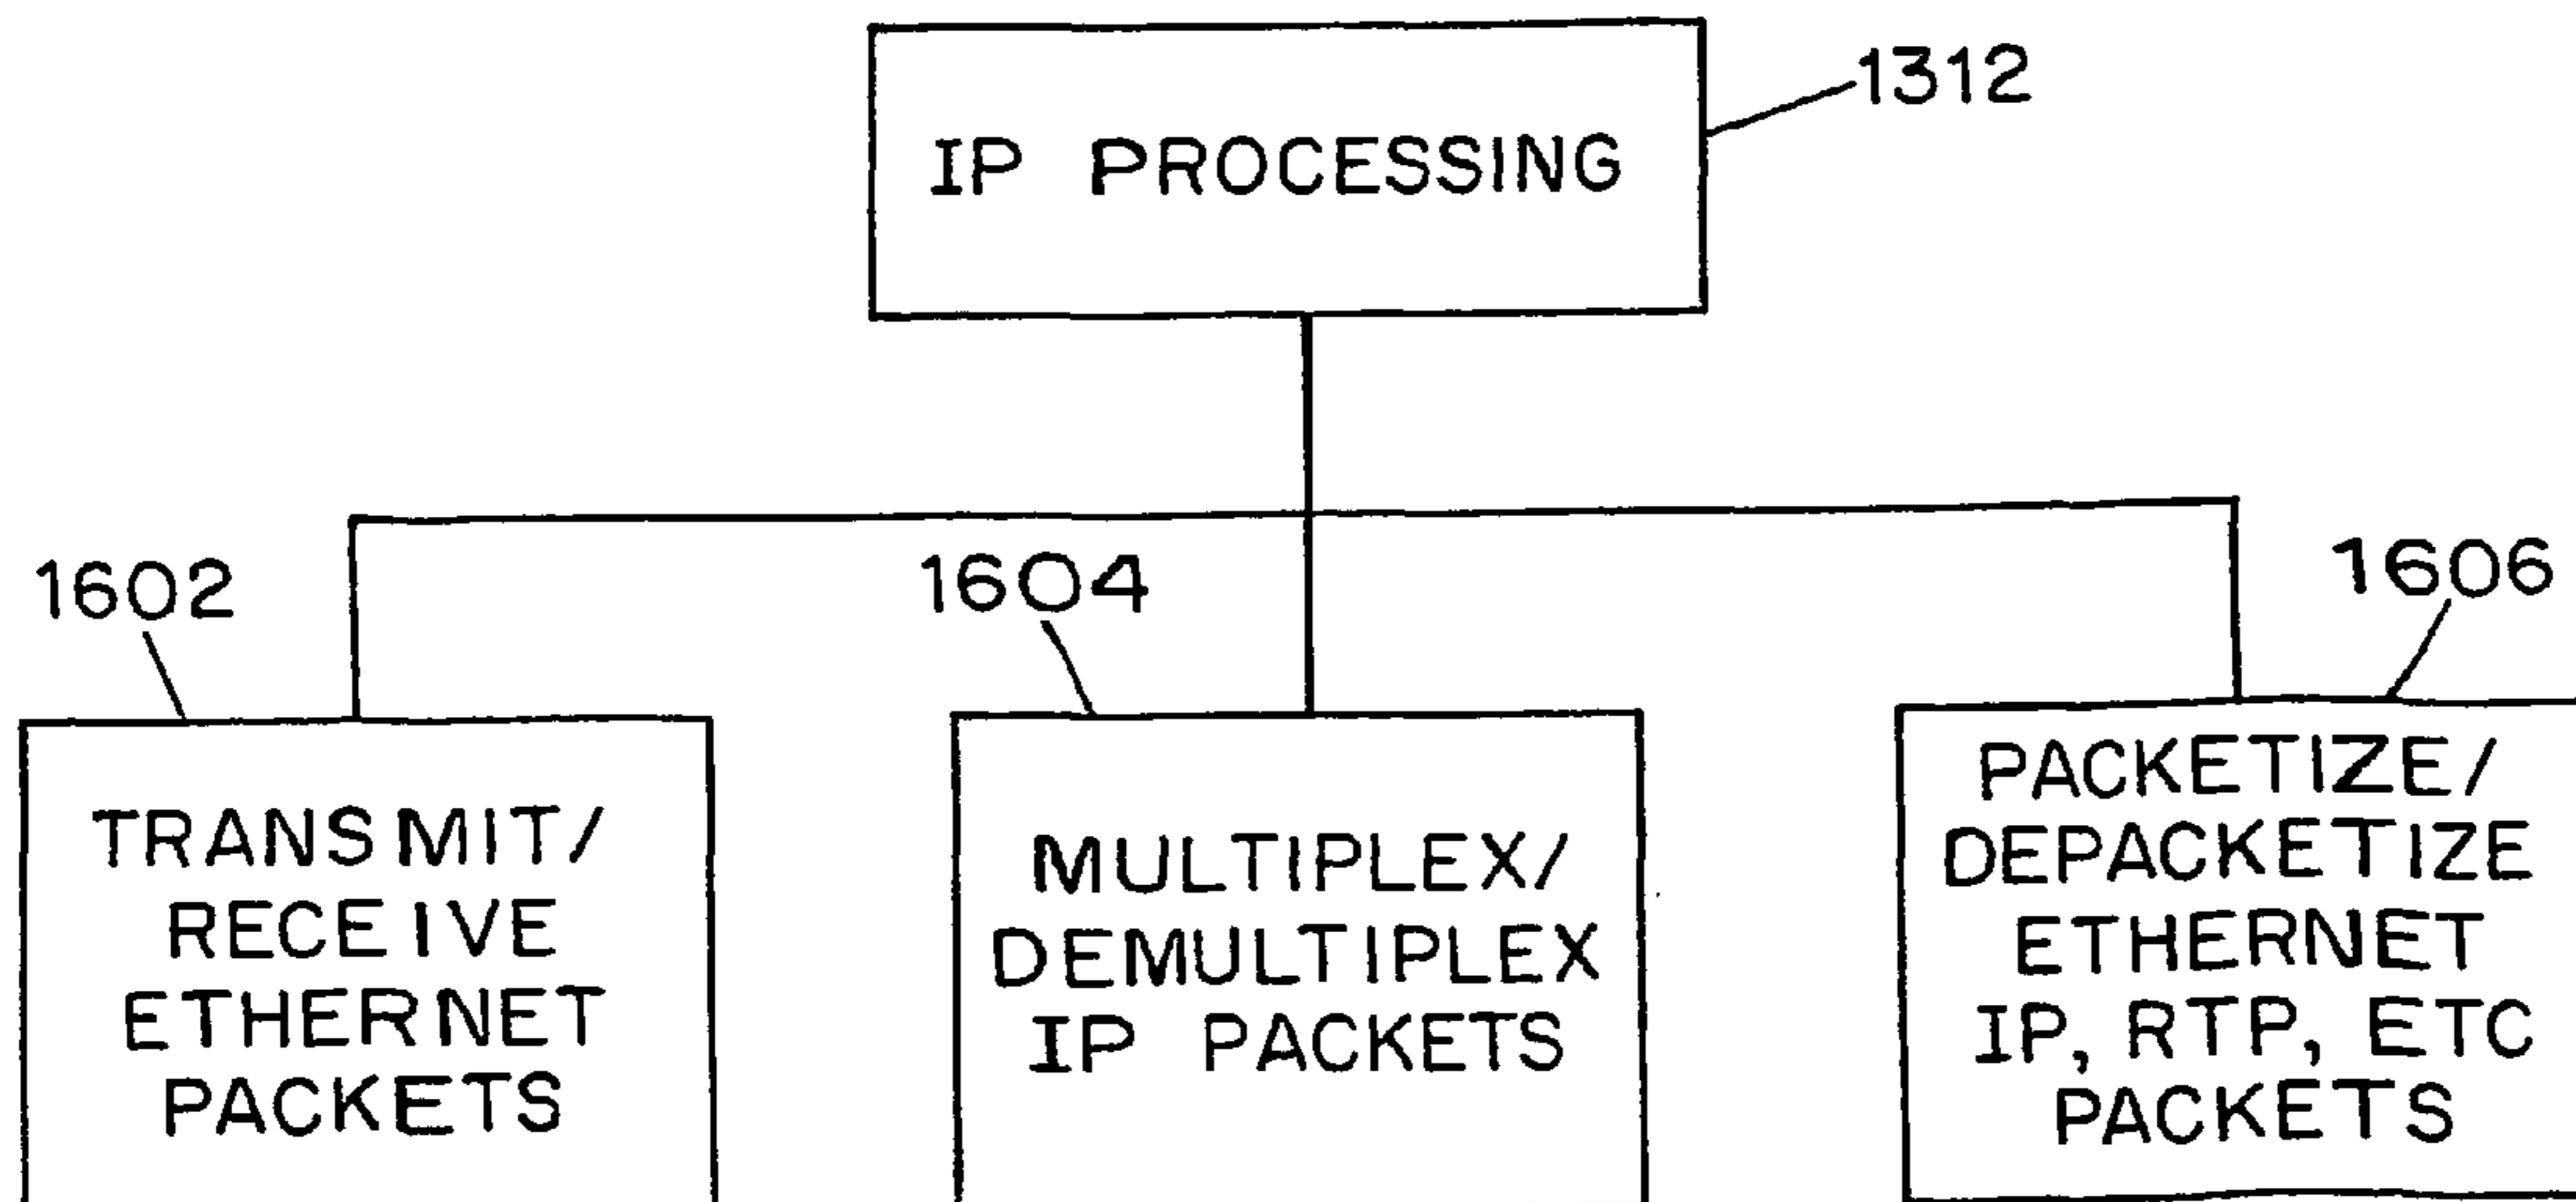 IP PROCESSING
1312
1602
1604
1606
TRANSMIT/
RECEIVE
ETHERNET
PACKETS
MULTIPLEX/
DEMULTIPLEX
IP PACKETS
PACKETIZE/
DEPACKETIZE
ETHERNET
IP, RTP, ETC
PACKETS